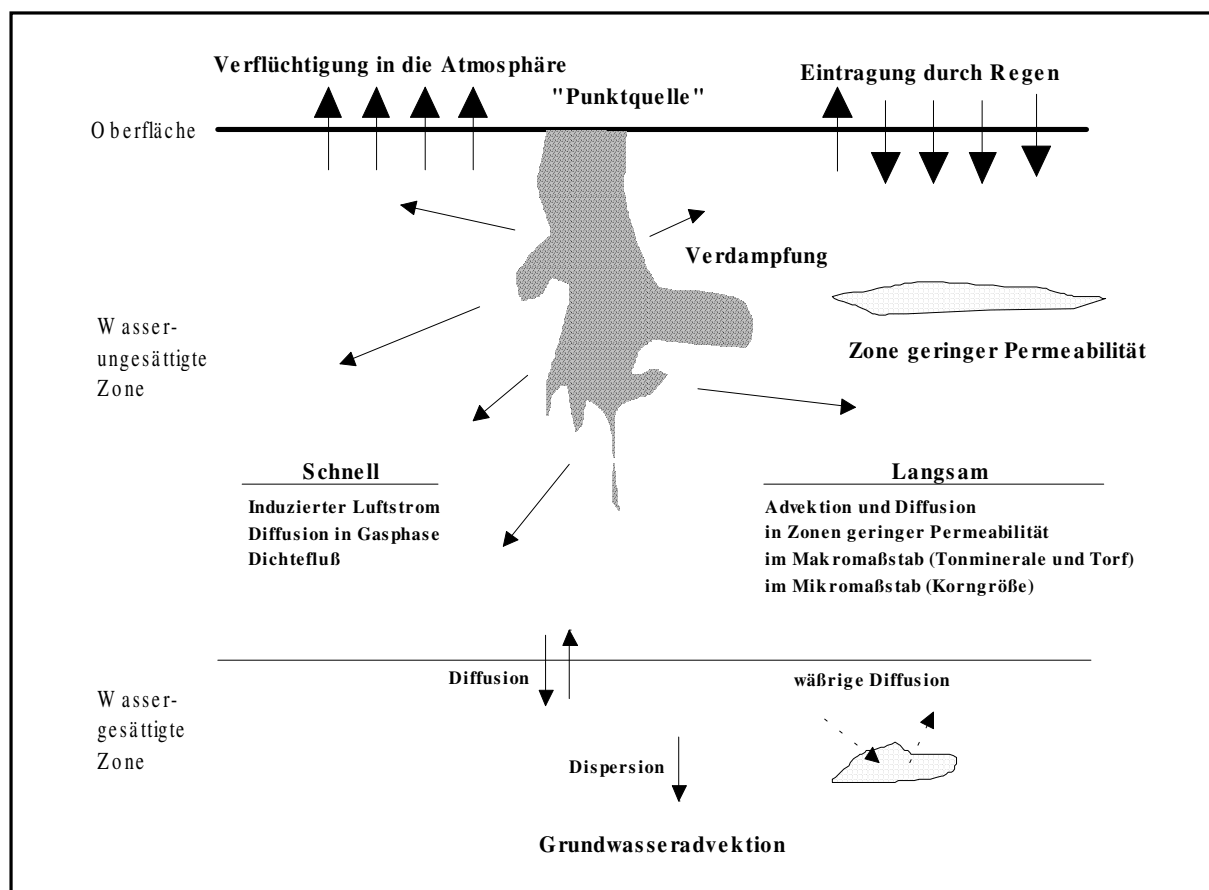 Verflüchtigung in die Atmosphäre
"Punktquelle"
Eintragung durch Regen
Oberfläche
Verdampfung
Wasser-
ungesättigte
Zone
Zone geringer Permeabilität
Schnell
Induzierter Luftstrom
Diffusion in Gasphase
Dichtefluß
Langsam
Advektion und Diffusion
in Zonen geringer Permeabilität
im Makromaßstab (Tonminerale und Torf)
im Mikromaßstab (Korngröße)
Diffusion
wäßrige Diffusion
Wasser-
gesättigte
Zone
Dispersion
Grundwasseradvektion